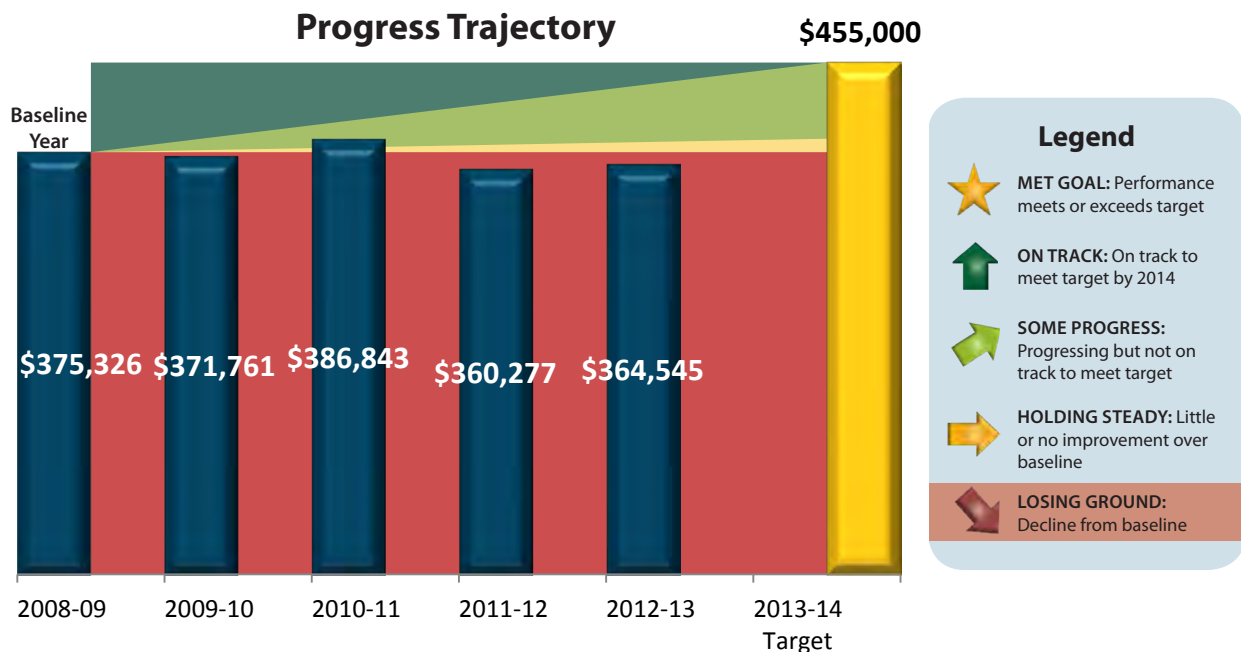 Progress Trajectory
$455,000
Baseline
Year
$375,326
$371,761
$386,843
$360,277
$364,545
2008-09
2009-10
2010-11
2011-12
2012-13
2013-14
Target
Legend
MET GOAL: Performance
meets or exceeds target
ON TRACK: On track to
meet target by 2014
SOME PROGRESS:
Progressing but not on
track to meet target
HOLDING STEADY: Little
or no improvement over
baseline
LOSING GROUND:
Decline from baseline